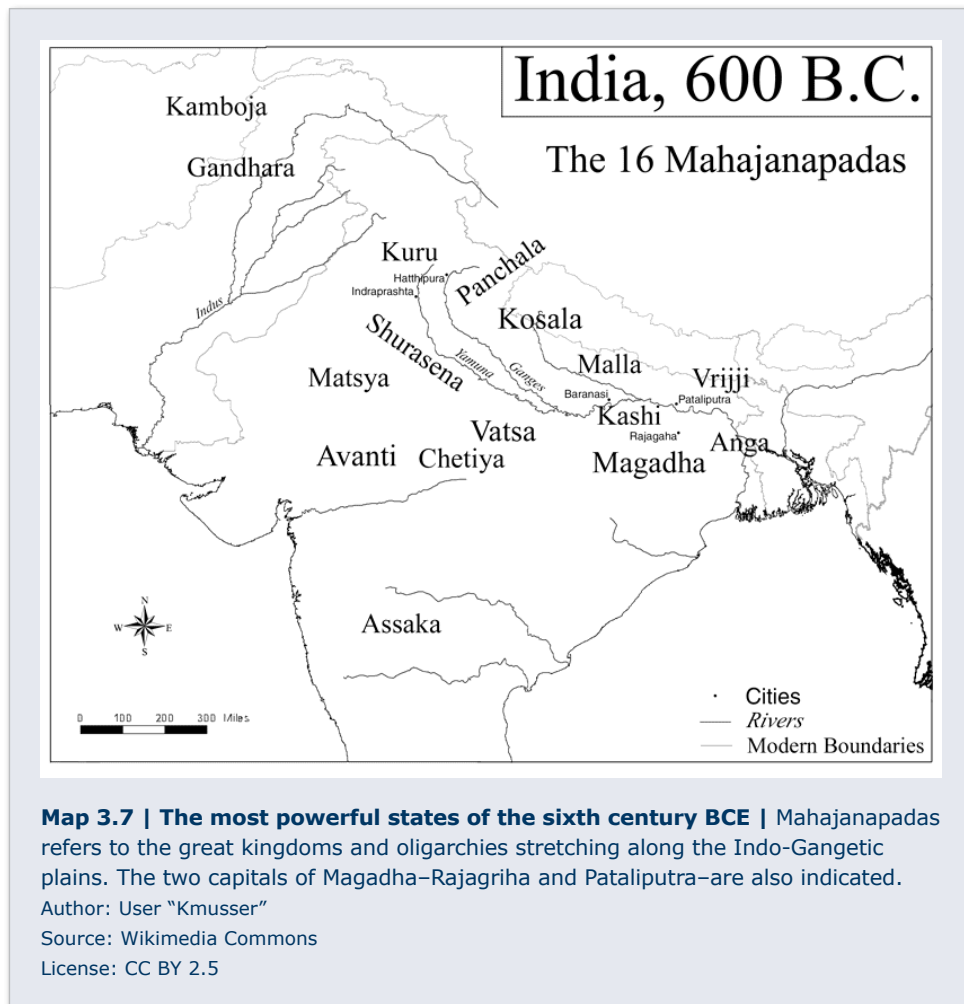 India, 600 B.C.
The 16 Mahajanapadas
Kamboja
Gandhara
Kuru
Hatthipura
Indraprashta
Panchala
Indus
Kosala
Shurasena
Yamuna
Ganges
Malla
Matsya
Vrijji
Baranasi
Pataliputra
Kashi
Vatsa
Rajagaha
Anga
Avanti
Chetiya
Magadha
Assaka
N
W E
S
0 100 200 300 Miles
Cities
Rivers
Modern Boundaries
Map 3.7 | The most powerful states of the sixth century BCE | Mahajanapadas
refers to the great kingdoms and oligarchies stretching along the Indo-Gangetic
plains. The two capitals of Magadha–Rajagriha and Pataliputra–are also indicated.
Author: User “Kmusser”
Source: Wikimedia Commons
License: CC BY 2.5